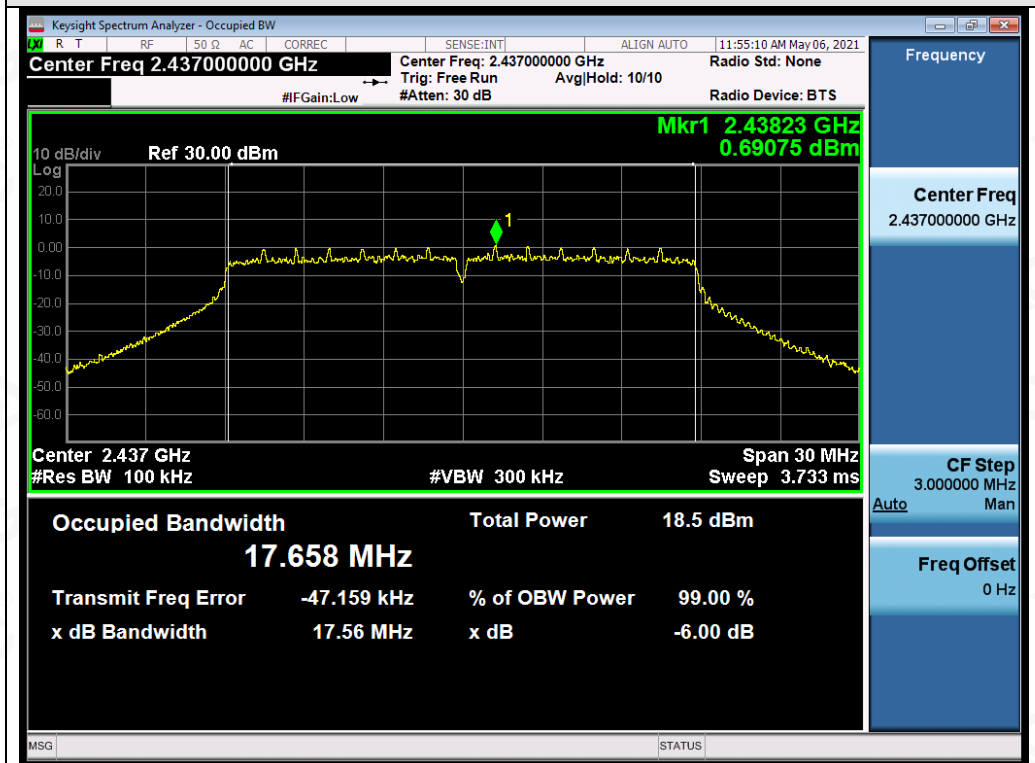 Keysight Spectrum Analyzer - Occupied BW
LXI R T RF 50 Ω AC CORREC SENSE:INT ALIGN AUTO 11:55:10 AM May 06, 2021
Center Freq 2.437000000 GHz
Center Freq: 2.437000000 GHz Radio Std: None
Trig: Free Run Avg|Hold: 10/10
#IFGain:Low #Atten: 30 dB Radio Device: BTS
Frequency
Mkr1 2.43823 GHz
0.69075 dBm
10 dB/div Ref 30.00 dBm
Log
20.0
10.0
0.00
-10.0
-20.0
-30.0
-40.0
-50.0
-60.0
1
Center 2.437 GHz Span 30 MHz
#Res BW 100 kHz #VBW 300 kHz Sweep 3.733 ms
Center Freq
2.437000000 GHz
CF Step
3.000000 MHz
Auto Man
Freq Offset
0 Hz
Occupied Bandwidth Total Power 18.5 dBm
17.658 MHz
Transmit Freq Error -47.159 kHz % of OBW Power 99.00 %
x dB Bandwidth 17.56 MHz x dB -6.00 dB
MSG STATUS